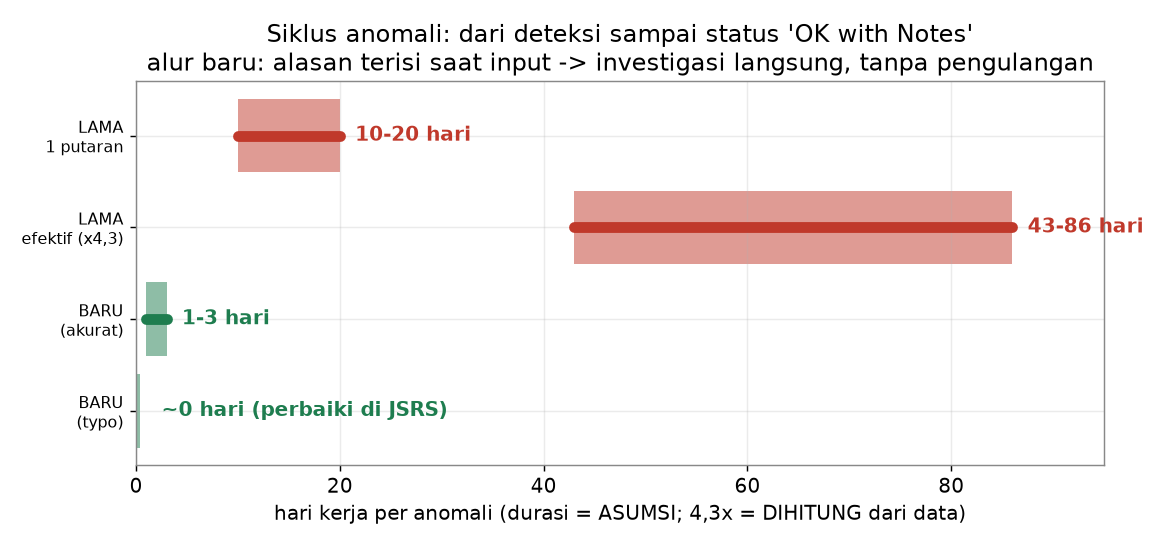 Siklus anomali: dari deteksi sampai status 'OK with Notes'
alur baru: alasan terisi saat input -> investigasi langsung, tanpa pengulangan
LAMA
1 putaran
10-20 hari
LAMA
efektif (x4,3)
43-86 hari
BARU
(akurat)
1-3 hari
BARU
(typo)
~0 hari (perbaiki di JSRS)
0
20
40
60
80
hari kerja per anomali (durasi = ASUMSI; 4,3x = DIHITUNG dari data)